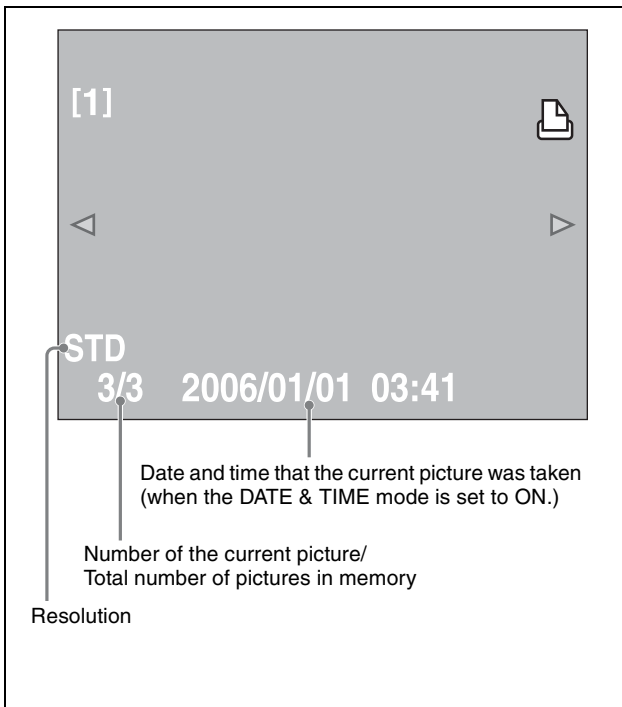 [1]
STD
3/3 2006/01/01 03:41
Date and time that the current picture was taken
(when the DATE & TIME mode is set to ON.)
Number of the current picture/
Total number of pictures in memory
Resolution